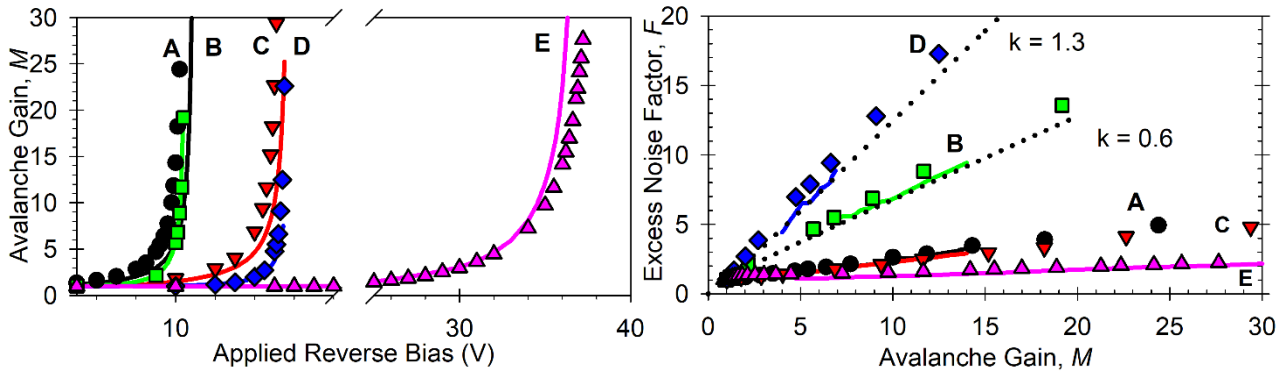 30
25
20
15
10
5
0
Avalanche Gain, M
A
B
C
D
E
10
30
40
Applied Reverse Bias (V)
20
15
10
5
0
Excess Noise Factor, F
D
k = 1.3
B
k = 0.6
A
C
E
0
5
10
15
20
25
30
Avalanche Gain, M